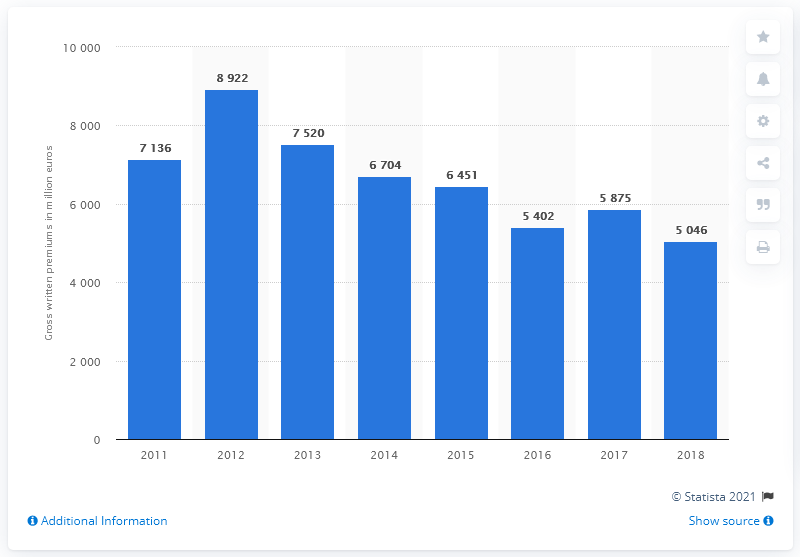 10 000
8 000
6 000
4 000
2 000
0
Gross written premiums in million euros
7 136
8 922
7 520
6 704
6 451
5 402
5 875
5 046
2011 2012 2013 2014 2015 2016 2017 2018
© Statista 2021
Additional Information
Show source